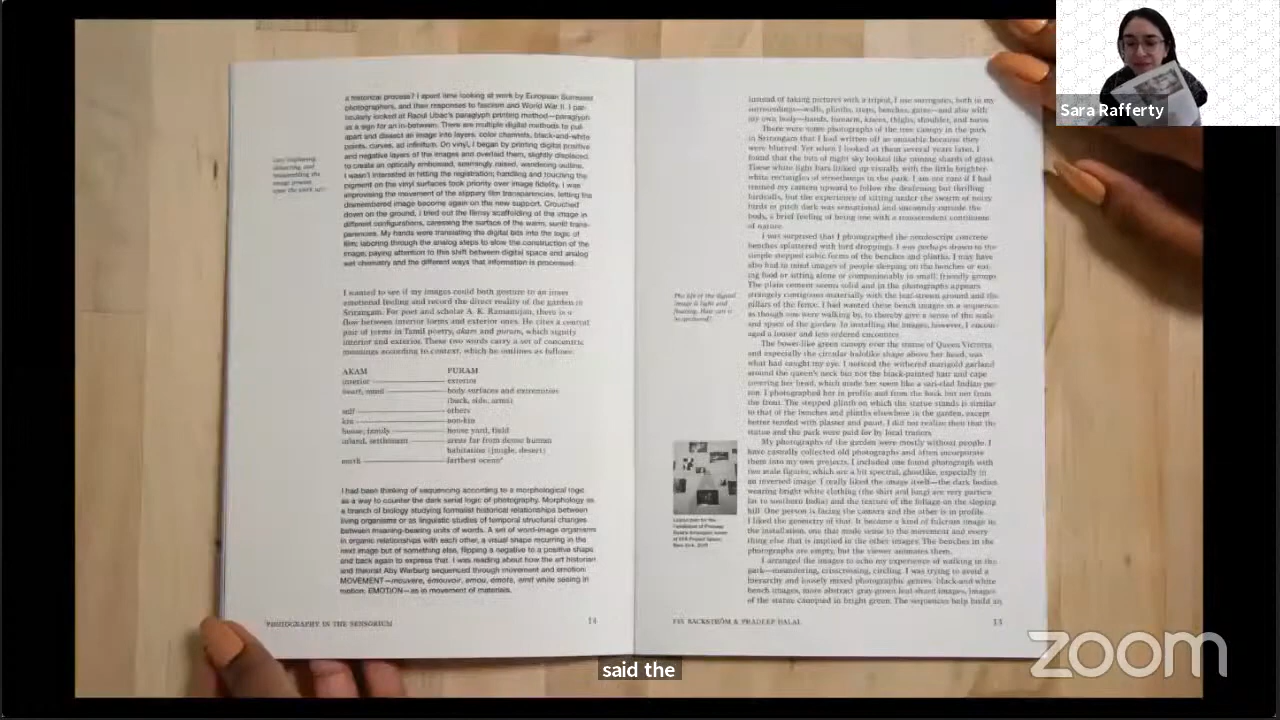 a historical process? I spent time looking at work by European Surrealist
photographers, and their responses to fascism and World War II. I par-
ticularly looked at Raoul Ubac's paraglyph printing method—paraglyph
as a sign for an in-between. There are multiple digital methods to pull
apart and dissect an image into layers, color channels, black-and-white
points, curves, ad infinitum. On vinyl, I began by printing digital positive
and negative layers of the images and overlaid them, slightly displaced,
to create an optically embossed, seemingly raised, wandering outline.
I wasn't interested in hitting the registration; handling and touching the
pigment on the vinyl surfaces took priority over image fidelity. I was
improvising the movement of the slippery film transparencies, letting the
dismembered image become again on the new support. Crouched
down on the ground, I tried out the flimsy scaffolding of the image in
different configurations, caressing the surface of the warm, sunlit trans-
parencies. My hands were translating the digital bits into the logic of
film; laboring through the analog steps to slow the construction of the
image; paying attention to this shift between digital space and analog
wet chemistry and the different ways that information is processed.
I wanted to see if my images could both gesture to an inner
emotional feeling and record the direct reality of the garden in
Srirangam. For poet and scholar A. K. Ramanujan, there is a
flow between interior forms and exterior ones. He cites a central
pair of terms in Tamil poetry, akam and puram, which signify
interior and exterior. These two words carry a set of concentric
meanings according to context, which he outlines as follows:
AKAM PURAM
interior exterior
heart, mind body surfaces and extremities
(back, side, arms)
self others
kin non-kin
house, family house yard, field
inland, settlement areas far from dense human
habitation (jungle, desert)
earth farthest ocean
I had been thinking of sequencing according to a morphological logic
as a way to counter the dark serial logic of photography. Morphology as
a branch of biology studying formalist historical relationships between
living organisms or as linguistic studies of temporal structural changes
between meaning-bearing units of words. A set of word-image organisms
in organic relationships with each other, a visual shape recurring in the
next image but of something else, flipping a negative to a positive shape
and back again to express that. I was reading about how the art historian
and theorist Aby Warburg sequenced through movement and emotion:
MOVEMENT—mouvere, émouvoir, emou, emote, emit while seeing in
motion: EMOTION—as in movement of materials.
PHOTOGRAPHY IN THE SENSORIUM 14
instead of taking pictures with a tripod, I use surrogates, both in my
surroundings—walls, plinths, steps, benches, gates—and also with
my own body—hands, forearm, knees, thighs, shoulder, and torso.
There were some photographs of the tree canopy in the park
in Srirangam that I had written off as unusable because they
were blurred. Yet when I looked at them several years later, I
found that the bits of night sky looked like shining shards of glass.
These white light bars linked up visually with the little brighter
white rectangles of streetlamps in the park. I am not sure if I had
trained my camera upward to follow the deafening but thrilling
birdcalls, but the experience of sitting under the swarm of noisy
birds in pitch dark was sensational and uncannily outside the
body, a brief feeling of being one with a transcendent continuum
of nature.
I was surprised that I photographed the nondescript concrete
benches splattered with bird droppings. I was perhaps drawn to the
simple stepped cubic forms of the benches and plinths. I may have
also had in mind images of people sleeping on the benches or eat-
ing food or sitting alone or companionably in small friendly groups.
The plain cement seems solid and in the photographs appears
strangely contiguous materially with the leaf-strewn ground and the
pillars of the fence. I had wanted these bench images in a sequence
as though one were walking by, to thereby give a sense of the scale
and space of the garden. In installing the images, however, I encour-
aged a looser and less ordered encounter.
The life of the digital
image is light and
floating. How can it
be anchored?
The bower-like green canopy over the statue of Queen Victoria,
and especially the circular halolike shape above her head, was
what had caught my eye. I noticed the withered marigold garland
around the queen's neck but not the black-painted hair and cape
covering her head, which made her seem like a sari-clad Indian per-
son. I photographed her in profile and from the back but not from
the front. The stepped plinth on which the statue stands is similar
to that of the benches and plinths elsewhere in the garden, except
better tended with plaster and paint. I did not realize then that the
statue and the park were paid for by local traders.
My photographs of the garden were mostly without people. I
have casually collected old photographs and often incorporate
them into my own projects. I included one found photograph with
two male figures, which are a bit spectral, ghostlike, especially in
an inverted image. I really liked the image itself—the dark bodies
wearing bright white clothing (the shirt and lungi are very particu-
lar to southern India) and the texture of the foliage on the sloping
hill. One person is facing the camera and the other is in profile.
I liked the geometry of that. It became a kind of fulcrum image in
the installation, one that made sense to the movement and every
thing else that is implied in the other images. The benches in the
photographs are empty, but the viewer animates them.
I arranged the images to echo my experience of walking in the
park—meandering, crisscrossing, circling. I was trying to avoid a
hierarchy and loosely mixed photographic genres: black-and-white
bench images, more abstract gray-green leaf shard images, images
of the statue canopied in bright green. The sequences help build an
FIA BACKSTRÖM & PRADEEP DALAL 15
Sara Rafferty
said the
zoom